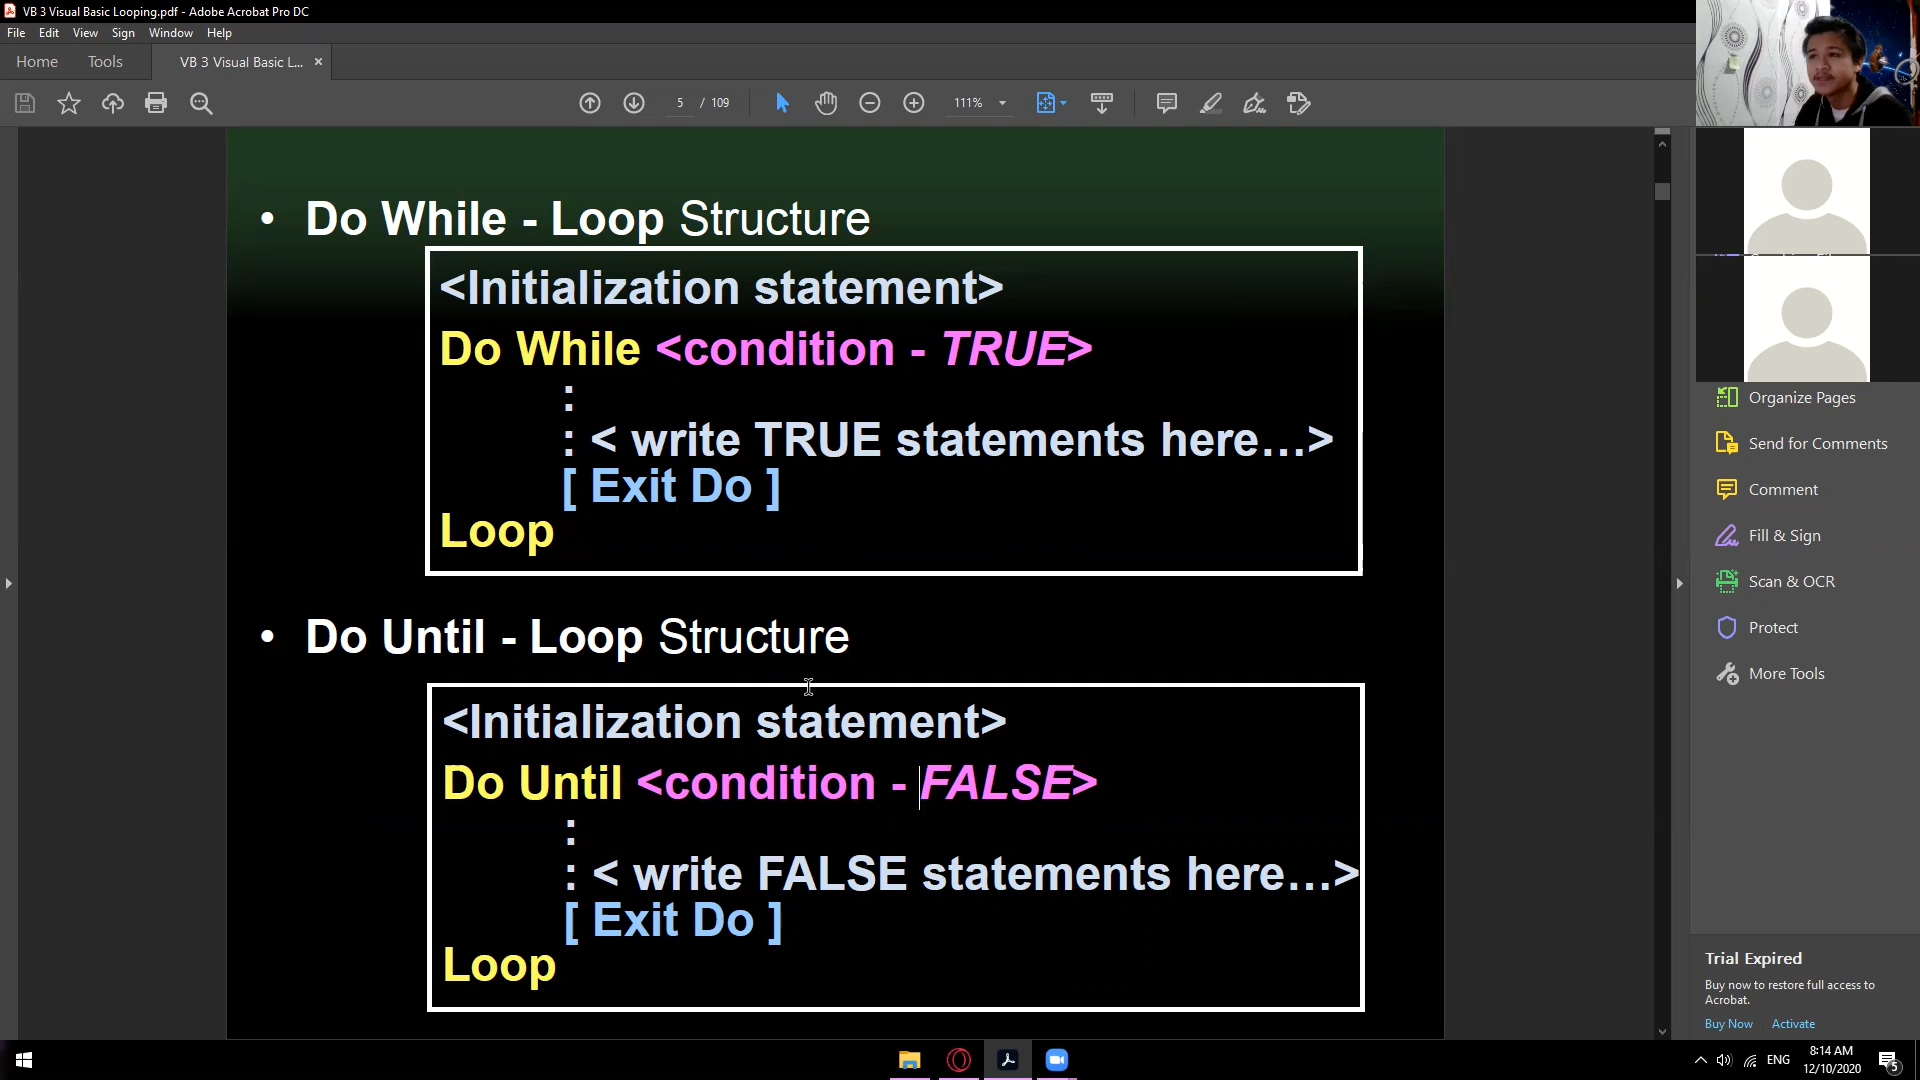 VB 3 Visual Basic Looping.pdf - Adobe Acrobat Pro DC
File Edit View Sign Window Help
Home Tools VB 3 Visual Basic L... ×
5 / 109 111%
• Do While - Loop Structure
<Initialization statement>
Do While <condition - TRUE>
:
: < write TRUE statements here…>
[ Exit Do ]
Loop
• Do Until - Loop Structure
<Initialization statement>
Do Until <condition - FALSE>
:
: < write FALSE statements here…>
[ Exit Do ]
Loop
Organize Pages
Send for Comments
Comment
Fill & Sign
Scan & OCR
Protect
More Tools
Trial Expired
Buy now to restore full access to
Acrobat.
Buy Now Activate
ENG
8:14 AM
12/10/2020
5